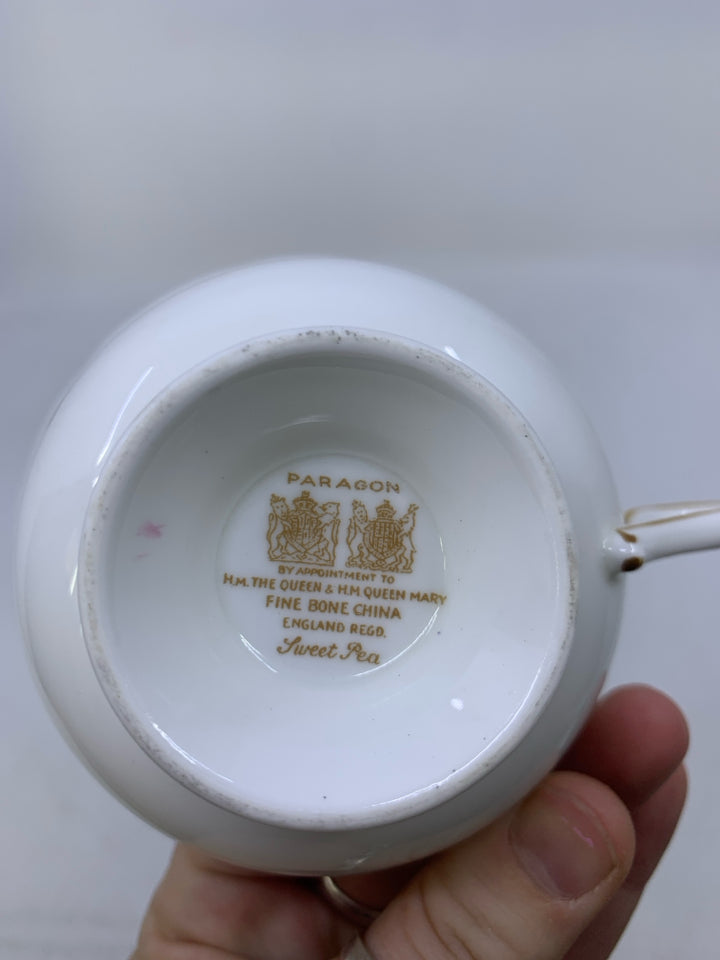 PARAGON
BY APPOINTMENT TO
H.M. THE QUEEN & H.M. QUEEN MARY
FINE BONE CHINA
ENGLAND REGD.
Sweet Pea